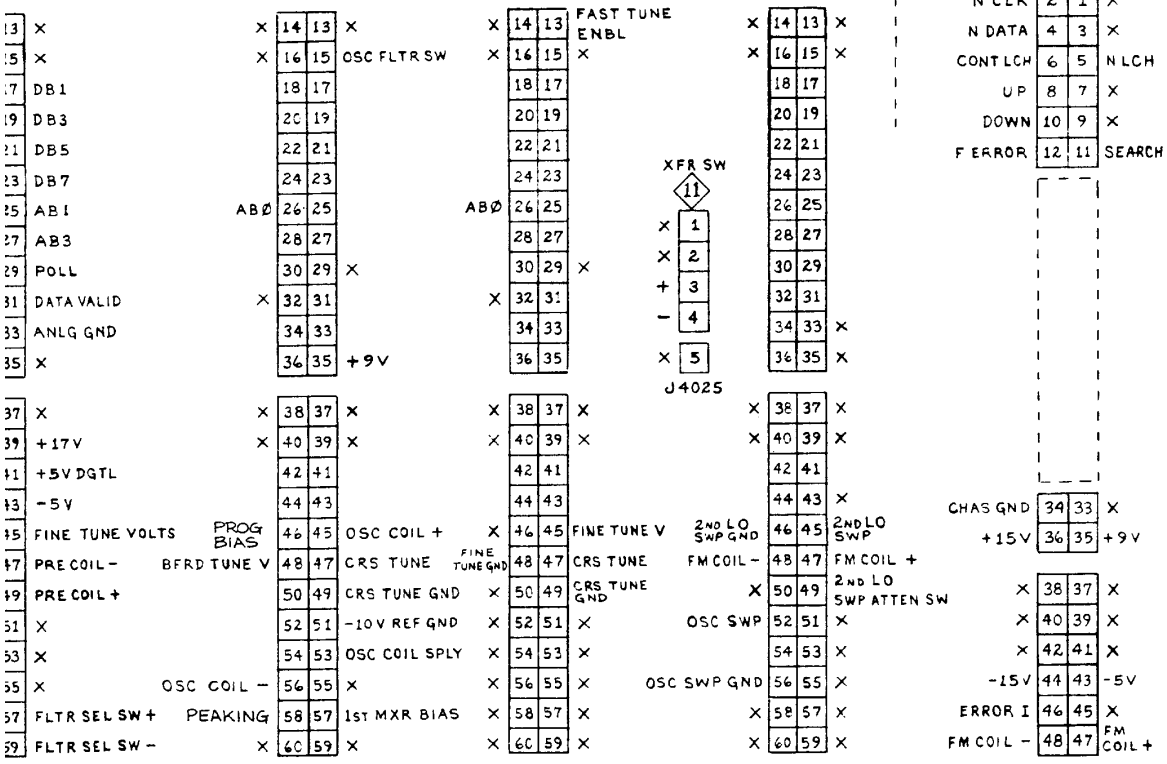 N CLK 2 1 X
3 X X 14 13 X X 14 13 FAST TUNE ENBL X 14 13 X N DATA 4 3 X
5 X X 16 15 OSC FLTR SW X 16 15 X X 16 15 X CONT LCH 6 5 N LCH
7 DB1 18 17 18 17 18 17 UP 8 7 X
19 DB3 20 19 20 19 20 19 DOWN 10 9 X
21 DB5 22 21 22 21 22 21 F ERROR 12 11 SEARCH
23 DB7 24 23 24 23 XFR SW 24 23
11
25 AB1 ABØ 26 25 ABØ 26 25 X 1 26 25
27 AB3 28 27 28 27 X 2 28 27
29 POLL 30 29 X 30 29 X + 3 30 29
31 DATA VALID X 32 31 X 32 31 - 4 32 31
33 ANLG GND 34 33 34 33 34 33 X
35 X 36 35 +9V 36 35 X 5 36 35 X
J4025
37 X X 38 37 X X 38 37 X X 38 37 X
39 +17V X 40 39 X X 40 39 X X 40 39 X
41 +5V DGTL 42 41 42 41 42 41
43 -5V 44 43 44 43 44 43 X CHAS GND 34 33 X
45 FINE TUNE VOLTS PROG BIAS 46 45 OSC COIL + X 46 45 FINE TUNE V 2ND LO SWP GND 46 45 2ND LO SWP +15V 36 35 +9V
47 PRE COIL- BFRD TUNE V 48 47 CRS TUNE FINE TUNE GND 48 47 CRS TUNE FM COIL- 48 47 FM COIL +
49 PRE COIL+ 50 49 CRS TUNE GND X 50 49 CRS TUNE GND X 50 49 2ND LO SWP ATTEN SW X 38 37 X
51 X 52 51 -10V REF GND X 52 51 X OSC SWP 52 51 X X 40 39 X
53 X 54 53 OSC COIL SPLY X 54 53 X 54 53 X X 42 41 X
55 X OSC COIL - 56 55 X X 56 55 X OSC SWP GND 56 55 X -15V 44 43 -5V
57 FLTR SEL SW+ PEAKING 58 57 1ST MXR BIAS X 58 57 X X 58 57 X ERROR I 46 45 X
59 FLTR SEL SW- X 60 59 X X 60 59 X X 60 59 X FM COIL - 48 47 FM COIL+